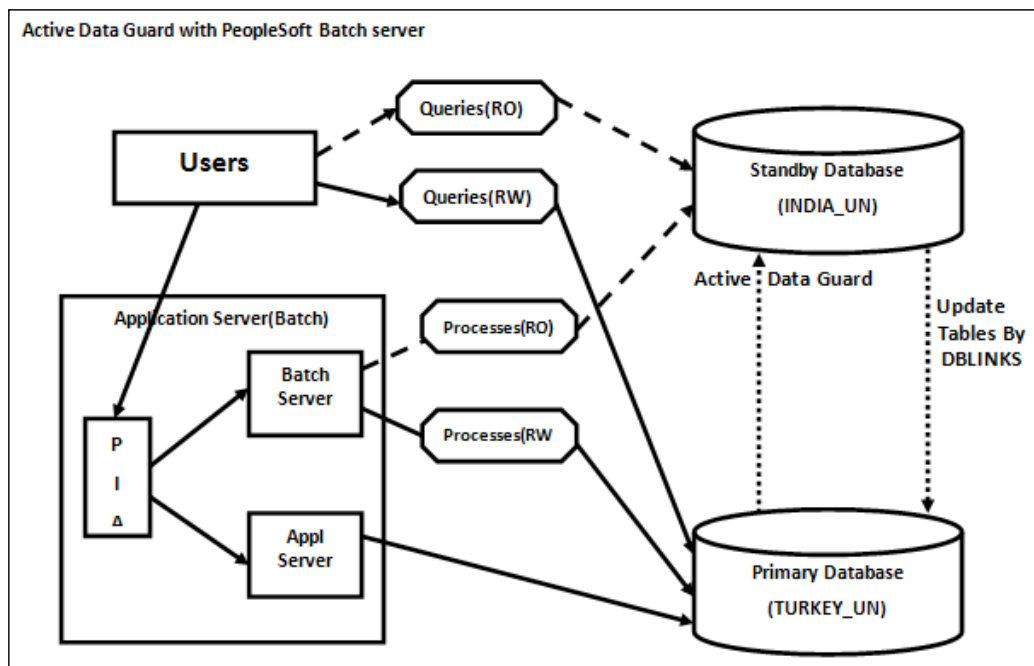 Active Data Guard with PeopleSoft Batch server
Queries(RO)
Users
Standby Database
(INDIA_UN)
Queries(RW)
Active Data Guard
Update
Tables By
DBLINKS
Application Server(Batch)
Processes(RO)
Batch
Server
Processes(RW
P
I
A
Appl
Server
Primary Database
(TURKEY_UN)